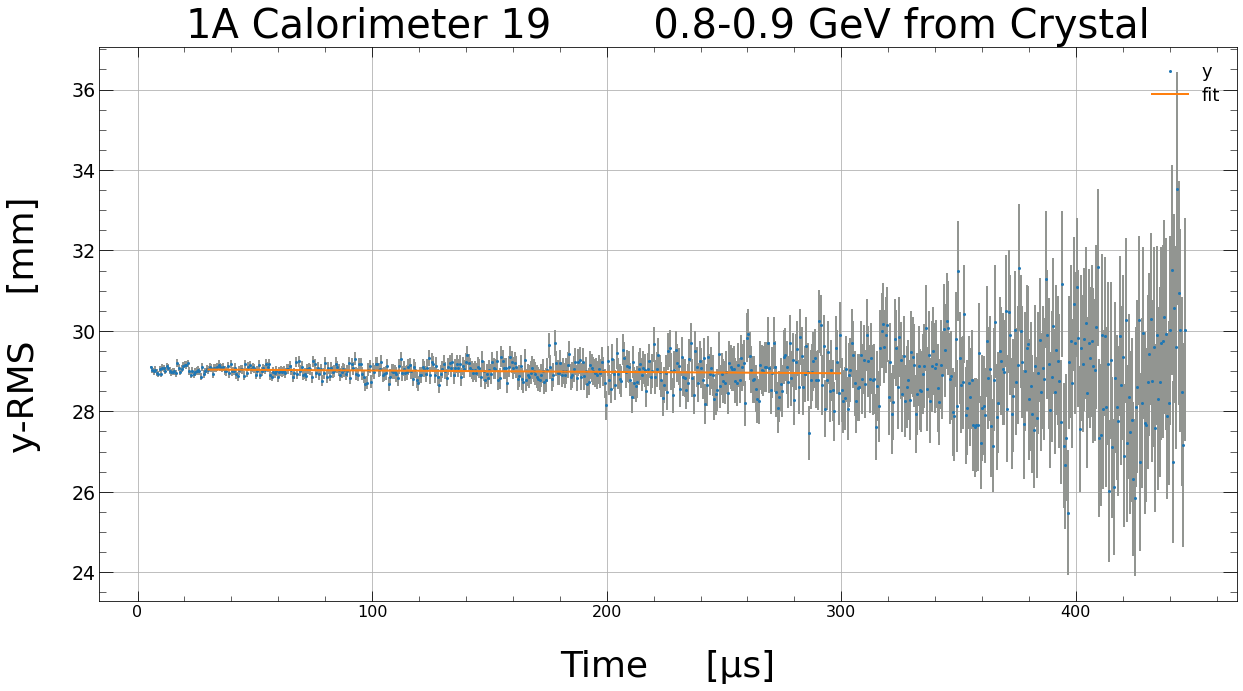 1A Calorimeter 19 0.8-0.9 GeV from Crystal
y
fit
36
34
32
30
28
26
24
y-RMS [mm]
0 100 200 300 400
Time [μs]